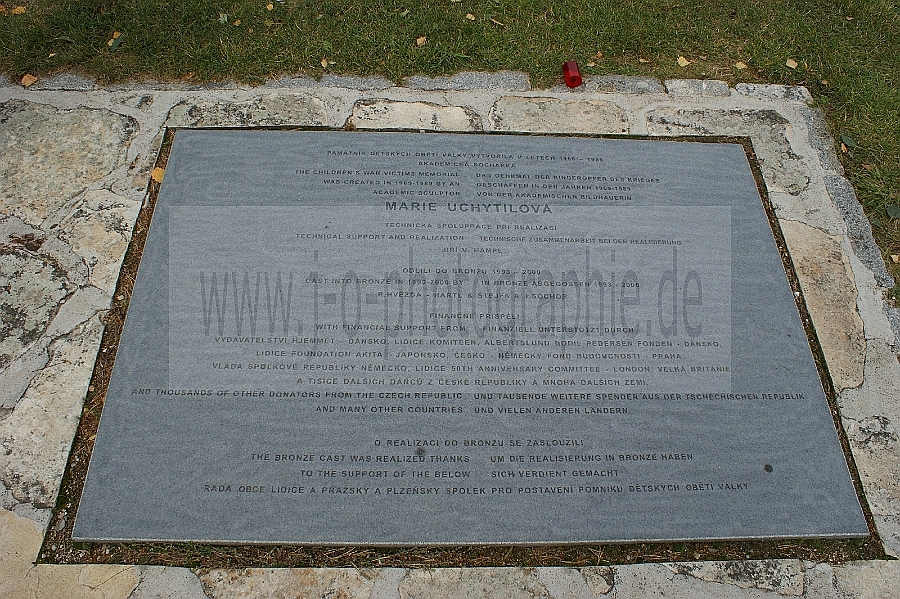 PAMÁTNÍK DĚTSKÝCH OBĚTÍ VÁLKY VYTVOŘILA V LETECH 1969 - 1989
AKADEMICKÁ SOCHAŘKA
THE CHILDREN'S WAR VICTIMS MEMORIAL DAS DENKMAL DER KINDEROPFER DES KRIEGES
WAS CREATED IN 1969-1989 BY AN GESCHAFFEN IN DEN JAHREN 1969-1989
ACADEMIC SCULPTOR VON DER AKADEMISCHEN BILDHAUERIN
MARIE UCHYTILOVÁ
TECHNICKÁ SPOLUPRÁCE PŘI REALIZACI
TECHNICAL SUPPORT AND REALIZATION TECHNISCHE ZUSAMMENARBEIT BEI DER REALISIERUNG
JIŘÍ V. HAMPL
ODLILI DO BRONZU 1993 - 2000
CAST INTO BRONZE IN 1993-2000 BY IN BRONZE ABGEGOSSEN 1993 - 2000
P.HVĚZDA - HARTL & ŠTEJFA A J.SOCHOR
www.i-o-photographie.de
FINANČNĚ PŘISPĚLI
WITH FINANCIAL SUPPORT FROM FINANZIELL UNTERSTÜTZT DURCH
VYDAVATELSTVÍ HJEMMET - DÁNSKO, LIDICE KOMITEEN, ALBERTSLUND BODIL PEDERSEN FONDEN - DÁNSKO,
LIDICE FOUNDATION AKITA - JAPONSKO, ČESKO - NĚMECKÝ FOND BUDOUCNOSTI - PRAHA,
VLÁDA SPOLKOVÉ REPUBLIKY NĚMECKO, LIDICE 50TH ANNIVERSARY COMMITTEE - LONDON, VELKÁ BRITÁNIE
A TISÍCE DALŠÍCH DÁRCŮ Z ČESKÉ REPUBLIKY A MNOHA DALŠÍCH ZEMÍ.
AND THOUSANDS OF OTHER DONATORS FROM THE CZECH REPUBLIC UND TAUSENDE WEITERE SPENDER AUS DER TSCHECHISCHEN REPUBLIK
AND MANY OTHER COUNTRIES UND VIELEN ANDEREN LÄNDERN
O REALIZACI DO BRONZU SE ZASLOUŽILI
THE BRONZE CAST WAS REALIZED THANKS UM DIE REALISIERUNG IN BRONZE HABEN
TO THE SUPPORT OF THE BELOW SICH VERDIENT GEMACHT
RADA OBCE LIDICE A PRAŽSKÝ A PLZEŇSKÝ SPOLEK PRO POSTAVENÍ POMNÍKU DĚTSKÝCH OBĚTÍ VÁLKY